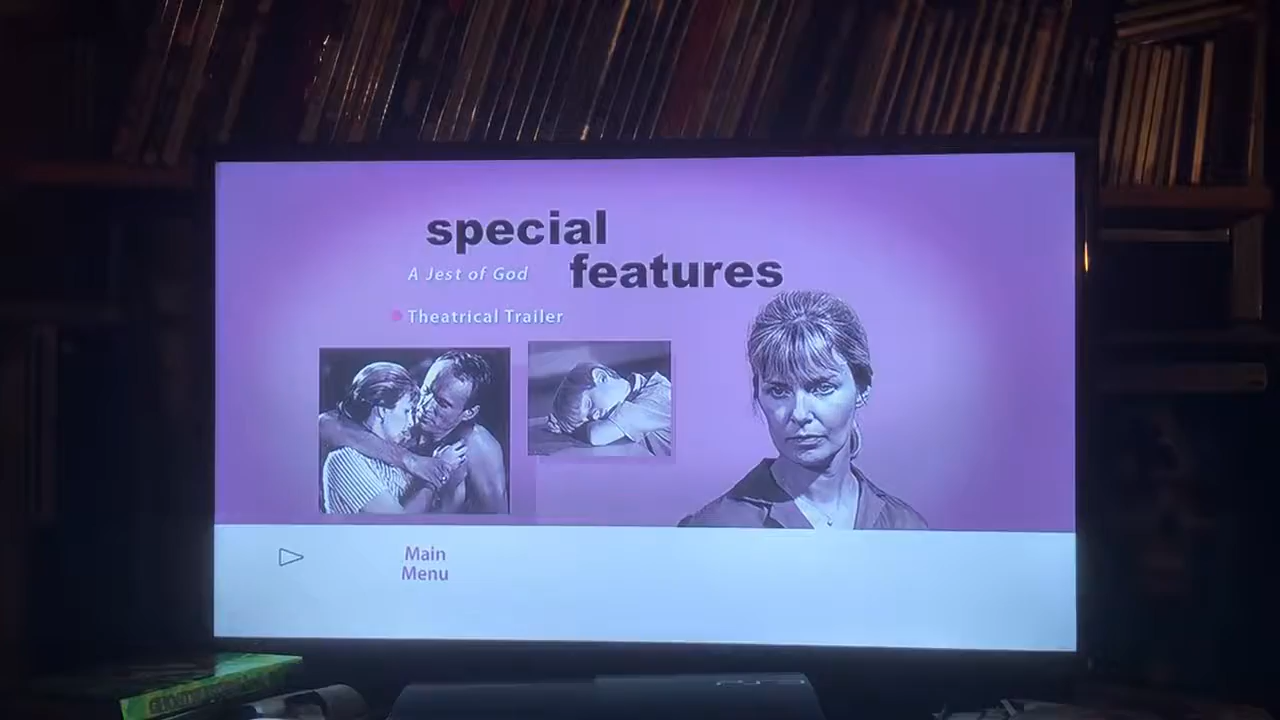 special
features
A Jest of God
Theatrical Trailer
Main
Menu